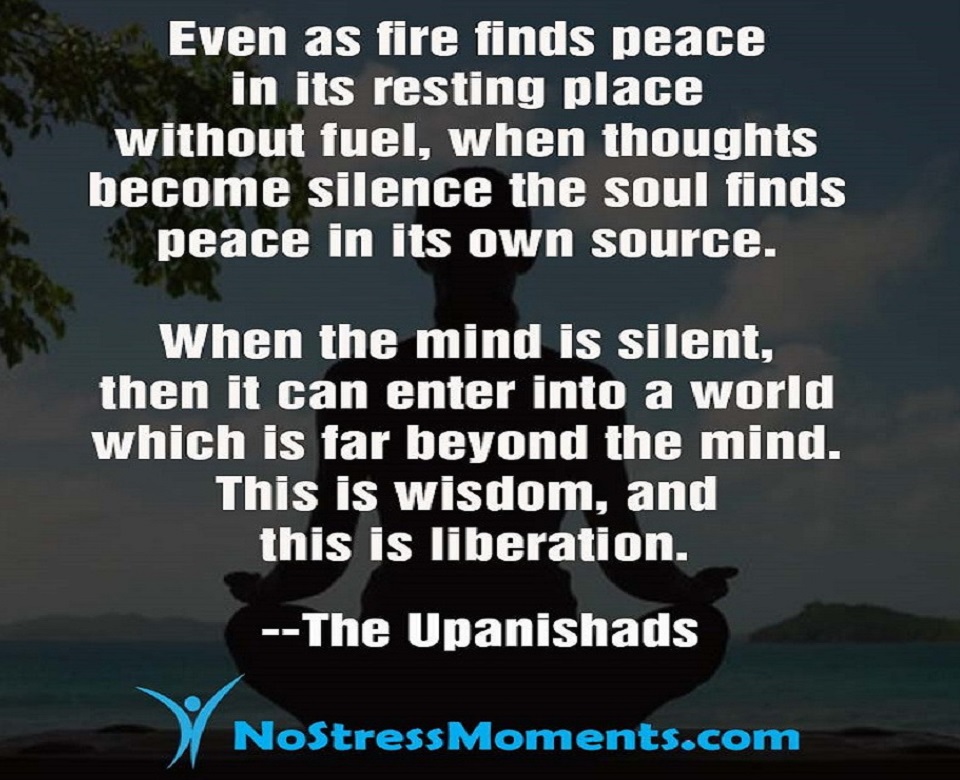 Even as fire finds peace
in its resting place
without fuel, when thoughts
become silence the soul finds
peace in its own source.
When the mind is silent,
then it can enter into a world
which is far beyond the mind.
This is wisdom, and
this is liberation.
--The Upanishads
NoStressMoments.com